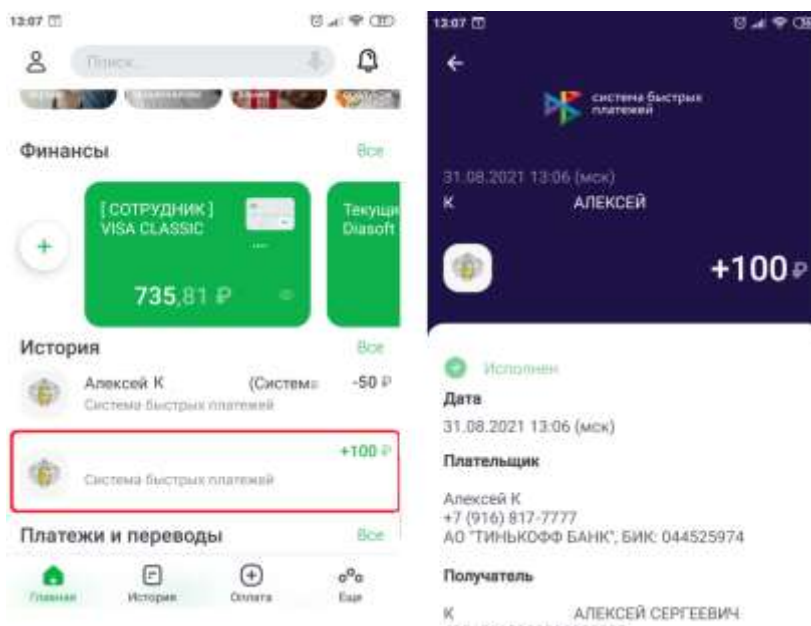 13:07
Поиск...
Финансы
Все
[ СОТРУДНИК ]
VISA CLASSIC
Текущи
Diasoft
735,81 ₽
История
Все
Алексей К (Система
-50 ₽
Система быстрых платежей
+100 ₽
Система быстрых платежей
Платежи и переводы
Все
Главная
История
Оплата
Еще
13:07
система быстрых
платежей
31.08.2021 13:06 (мск)
К АЛЕКСЕЙ
+100 ₽
Исполнен
Дата
31.08.2021 13:06 (мск)
Плательщик
Алексей К
+7 (916) 817-7777
АО "ТИНЬКОФФ БАНК", БИК: 044525974
Получатель
К АЛЕКСЕЙ СЕРГЕЕВИЧ